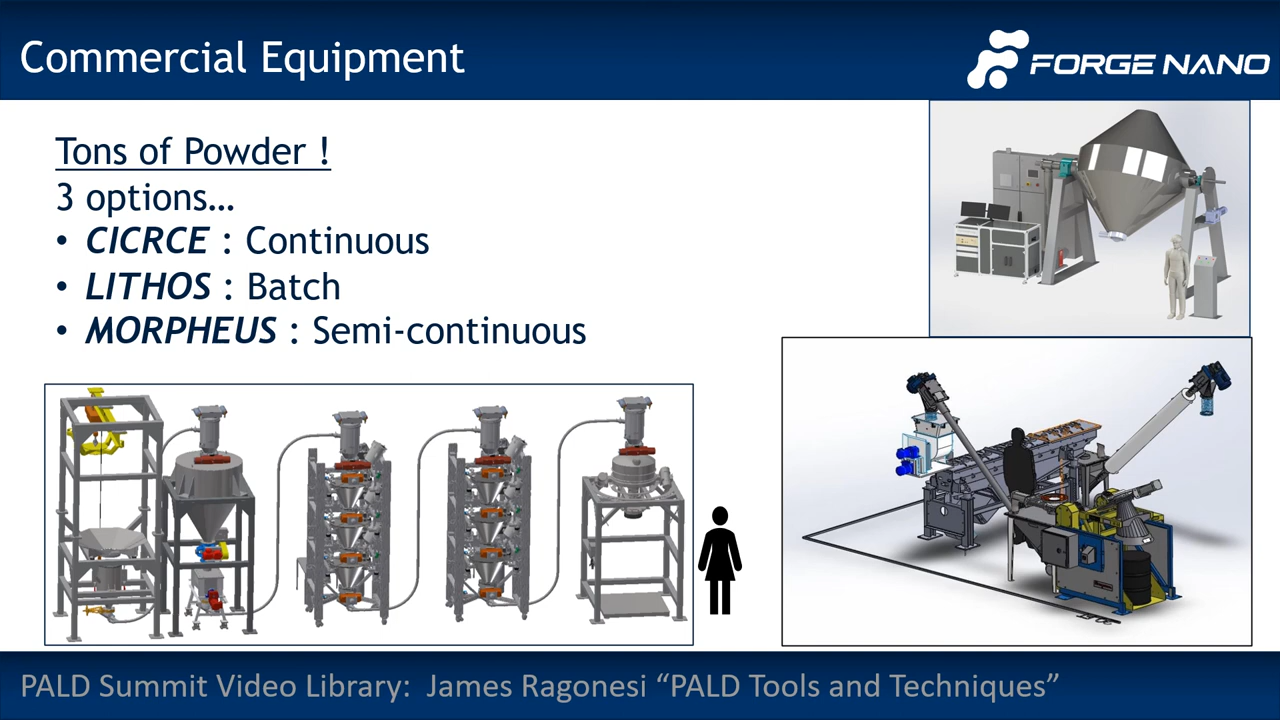 Commercial Equipment
FORGE NANO
Tons of Powder !
3 options…
• CICRCE : Continuous
• LITHOS : Batch
• MORPHEUS : Semi-continuous
PALD Summit Video Library: James Ragonesi “PALD Tools and Techniques”